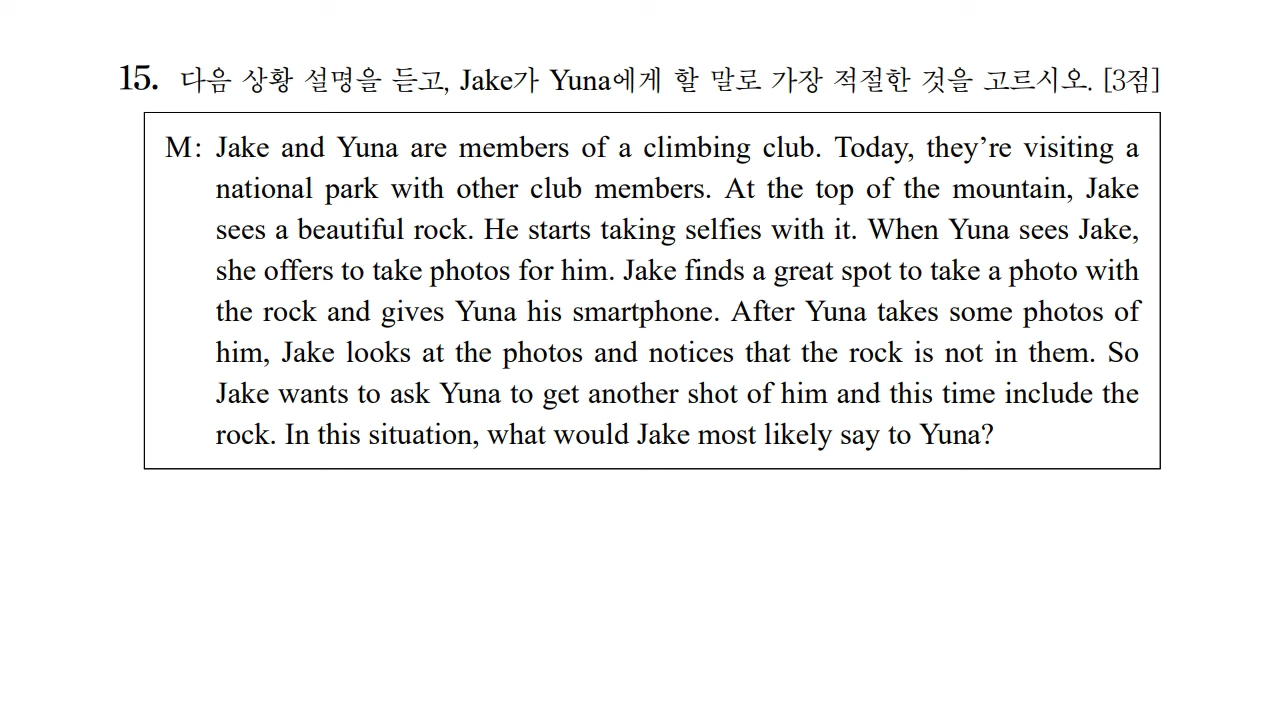 15. 다음 상황 설명을 듣고, Jake가 Yuna에게 할 말로 가장 적절한 것을 고르시오. [3점]
M: Jake and Yuna are members of a climbing club. Today, they’re visiting a
national park with other club members. At the top of the mountain, Jake
sees a beautiful rock. He starts taking selfies with it. When Yuna sees Jake,
she offers to take photos for him. Jake finds a great spot to take a photo with
the rock and gives Yuna his smartphone. After Yuna takes some photos of
him, Jake looks at the photos and notices that the rock is not in them. So
Jake wants to ask Yuna to get another shot of him and this time include the
rock. In this situation, what would Jake most likely say to Yuna?